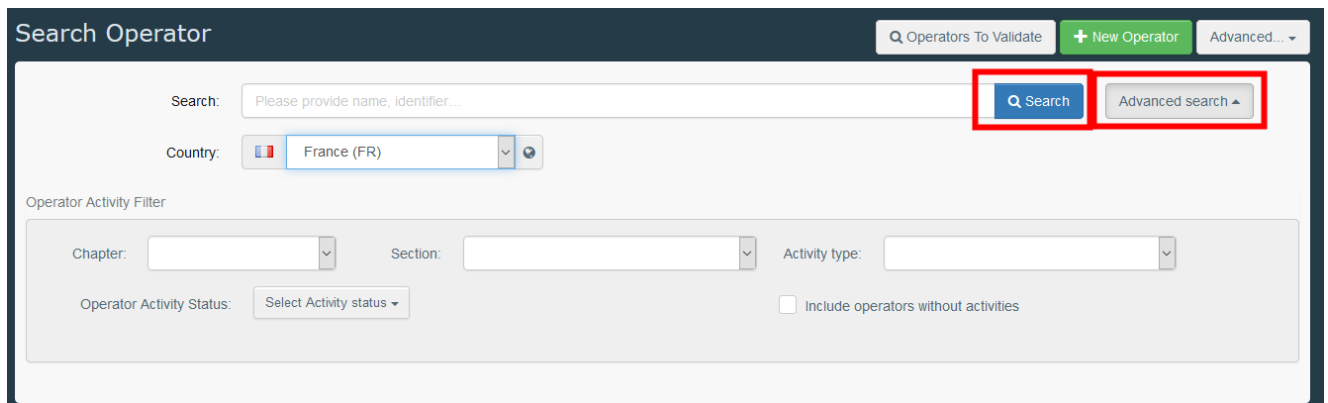 Search Operator
Operators To Validate
New Operator
Advanced...
Search:
Please provide name, identifier...
Search
Advanced search
Country:
France (FR)
Operator Activity Filter
Chapter:
Section:
Activity type:
Operator Activity Status:
Select Activity status
Include operators without activities